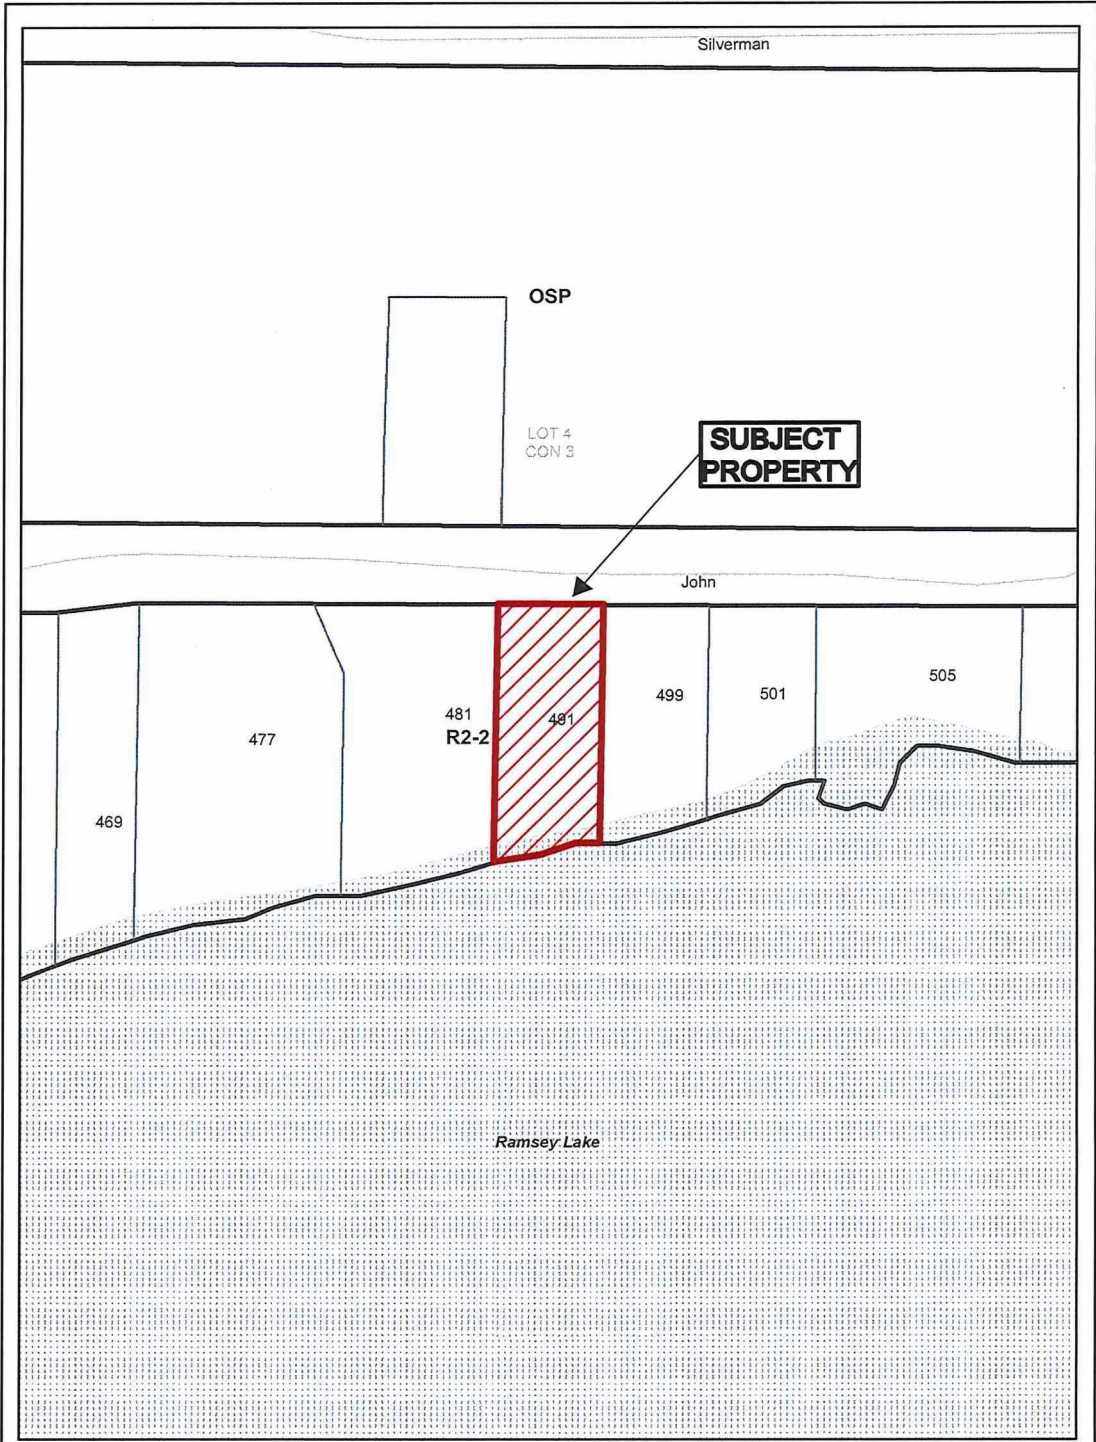 Silverman
OSP
LOT 4
CON 3
SUBJECT
PROPERTY
John
505
499
501
481
491
R2-2
477
469
Ramsey Lake